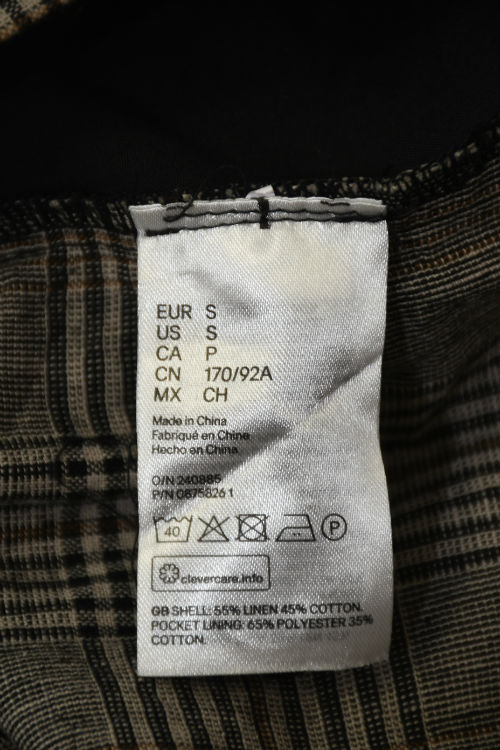 EUR S
US S
CA P
CN 170/92A
MX CH
Made in China
Fabriqué en Chine
Hecho en China
O/N 240885
P/N 0875826 1
40 P
clevercare.info
GB SHELL: 55% LINEN 45% COTTON.
POCKET LINING: 65% POLYESTER 35%
COTTON.